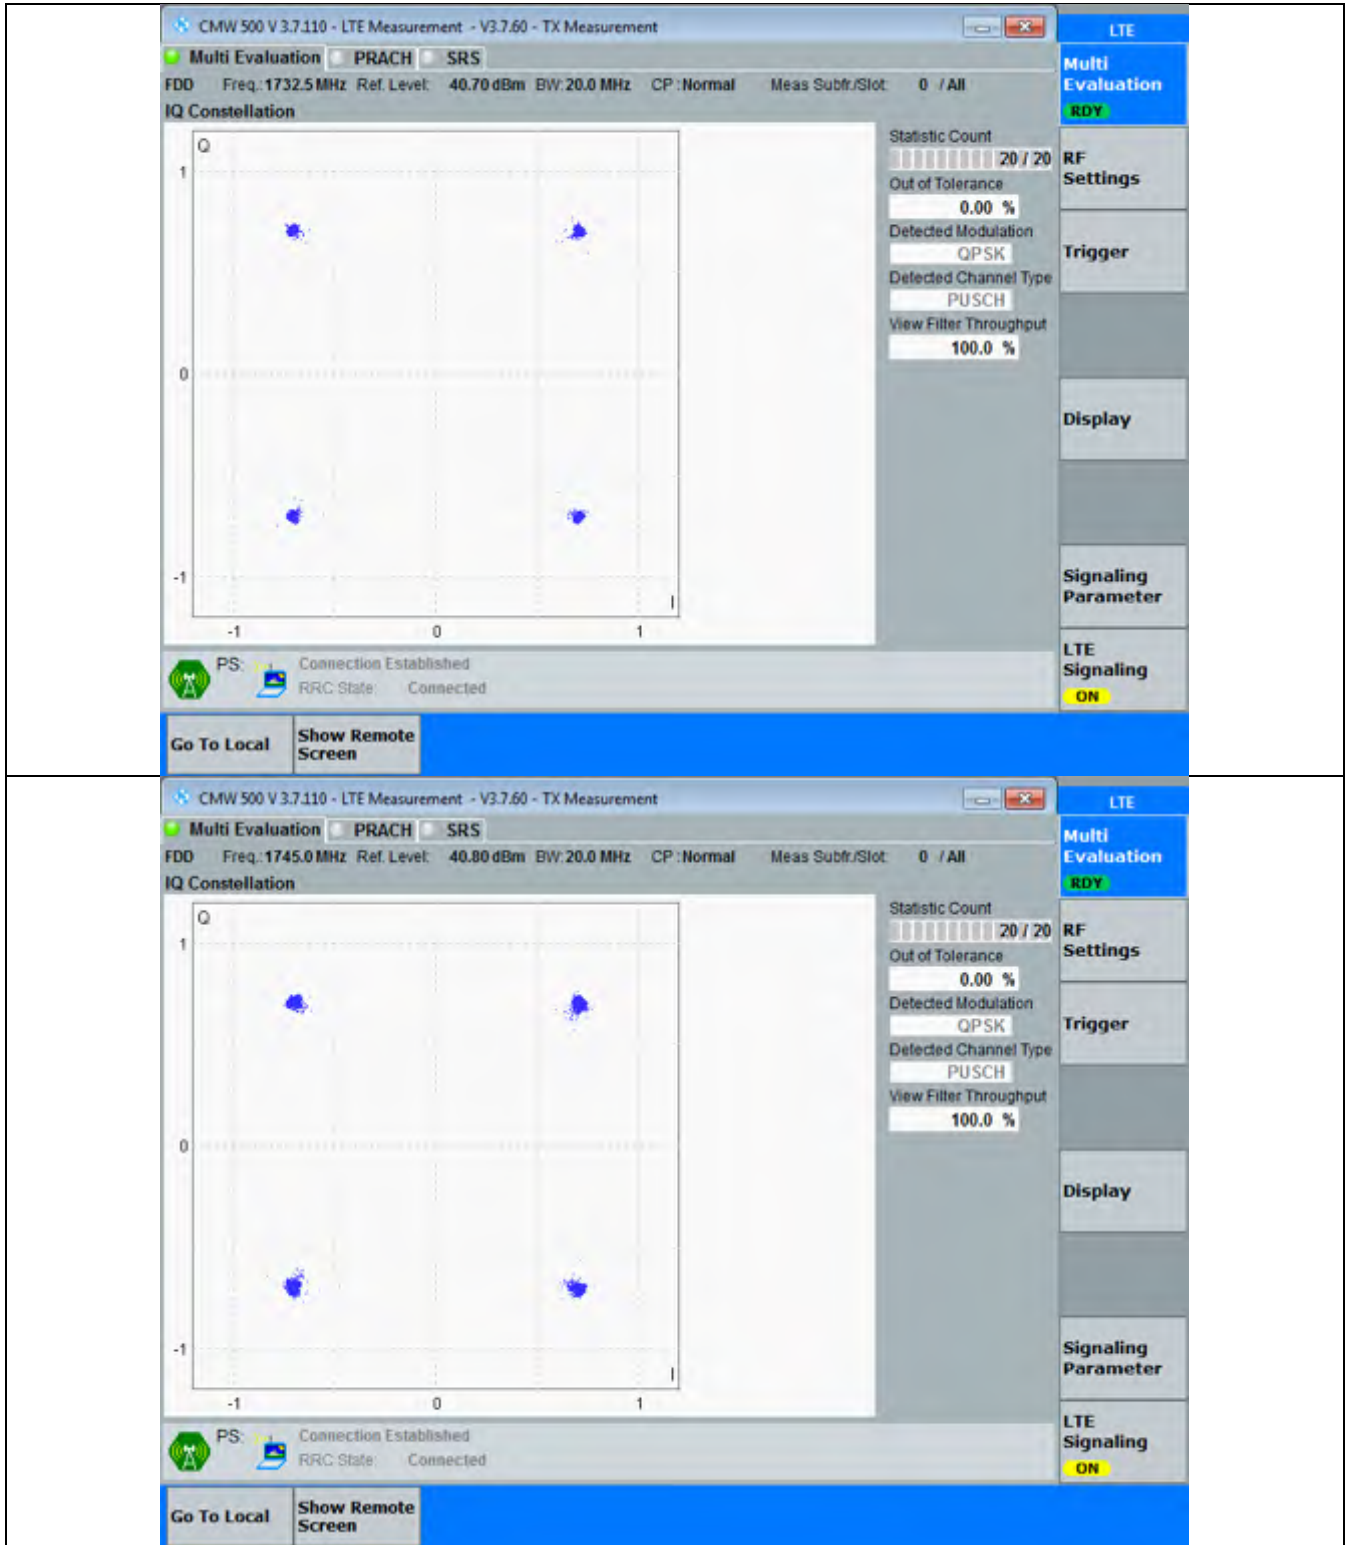 CMW 500 V 3.7.110 - LTE Measurement - V3.7.60 - TX Measurement
LTE
Multi Evaluation PRACH SRS
Multi
Evaluation
RDY
FDD Freq.: 1732.5 MHz Ref. Level: 40.70 dBm BW: 20.0 MHz CP : Normal Meas Subfr./Slot: 0 / All
IQ Constellation
Q
1
0
-1
-1
0
1
I
Statistic Count
20 / 20
Out of Tolerance
0.00 %
Detected Modulation
QPSK
Detected Channel Type
PUSCH
View Filter Throughput
100.0 %
RF
Settings
Trigger
Display
Signaling
Parameter
LTE
Signaling
ON
PS: Connection Established
RRC State: Connected
Go To Local
Show Remote
Screen
CMW 500 V 3.7.110 - LTE Measurement - V3.7.60 - TX Measurement
LTE
Multi Evaluation PRACH SRS
Multi
Evaluation
RDY
FDD Freq.: 1745.0 MHz Ref. Level: 40.80 dBm BW: 20.0 MHz CP : Normal Meas Subfr./Slot: 0 / All
IQ Constellation
Q
1
0
-1
-1
0
1
I
Statistic Count
20 / 20
Out of Tolerance
0.00 %
Detected Modulation
QPSK
Detected Channel Type
PUSCH
View Filter Throughput
100.0 %
RF
Settings
Trigger
Display
Signaling
Parameter
LTE
Signaling
ON
PS: Connection Established
RRC State: Connected
Go To Local
Show Remote
Screen